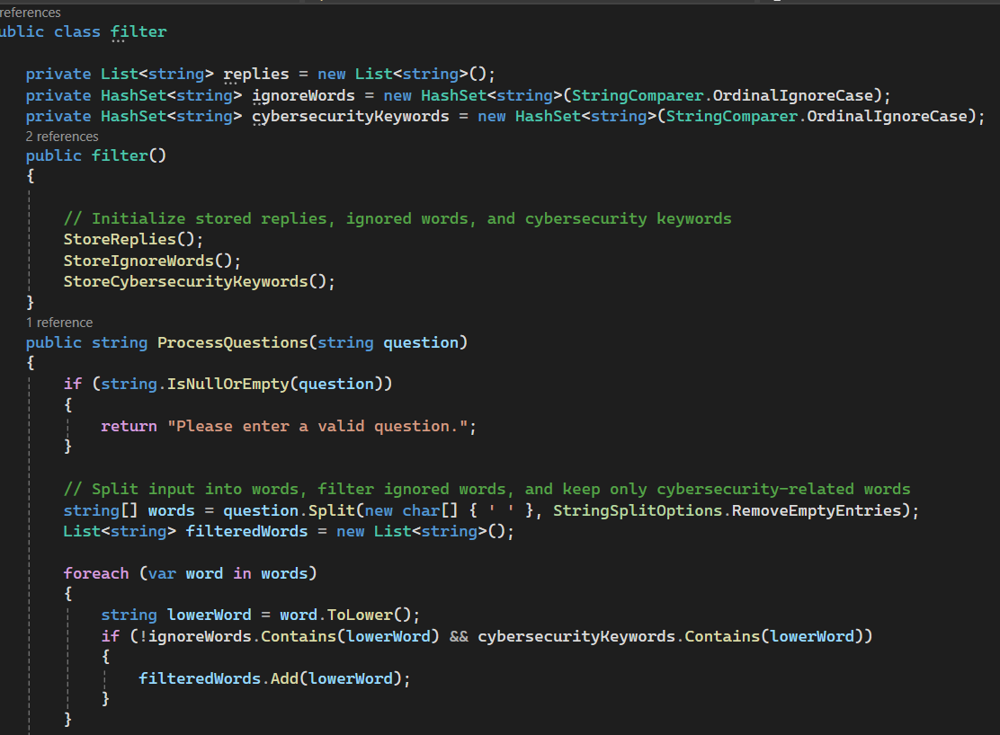 references
ublic class filter
private List<string> replies = new List<string>();
private HashSet<string> ignoreWords = new HashSet<string>(StringComparer.OrdinalIgnoreCase);
private HashSet<string> cybersecurityKeywords = new HashSet<string>(StringComparer.OrdinalIgnoreCase);
2 references
public filter()
{
// Initialize stored replies, ignored words, and cybersecurity keywords
StoreReplies();
StoreIgnoreWords();
StoreCybersecurityKeywords();
}
1 reference
public string ProcessQuestions(string question)
{
if (string.IsNullOrEmpty(question))
{
return "Please enter a valid question.";
}
// Split input into words, filter ignored words, and keep only cybersecurity-related words
string[] words = question.Split(new char[] { ' ' }, StringSplitOptions.RemoveEmptyEntries);
List<string> filteredWords = new List<string>();
foreach (var word in words)
{
string lowerWord = word.ToLower();
if (!ignoreWords.Contains(lowerWord) && cybersecurityKeywords.Contains(lowerWord))
{
filteredWords.Add(lowerWord);
}
}